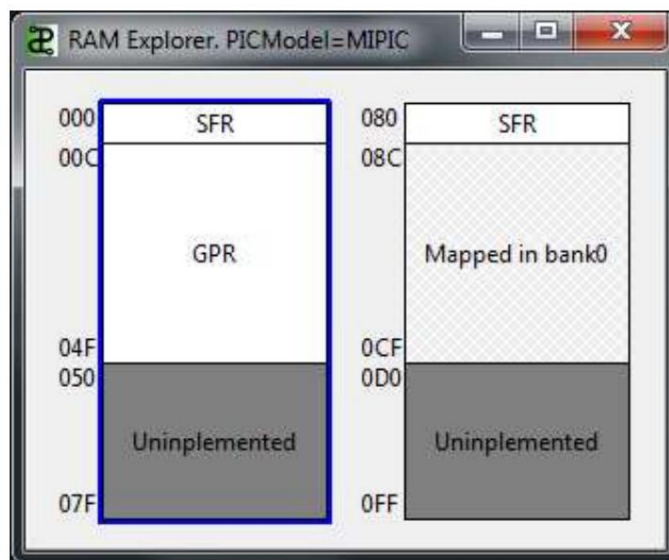 RAM Explorer. PICModel=MIPIC
000 SFR 080 SFR
00C 08C
GPR Mapped in bank0
04F 0CF
050 0D0
Uninplemented Uninplemented
07F 0FF